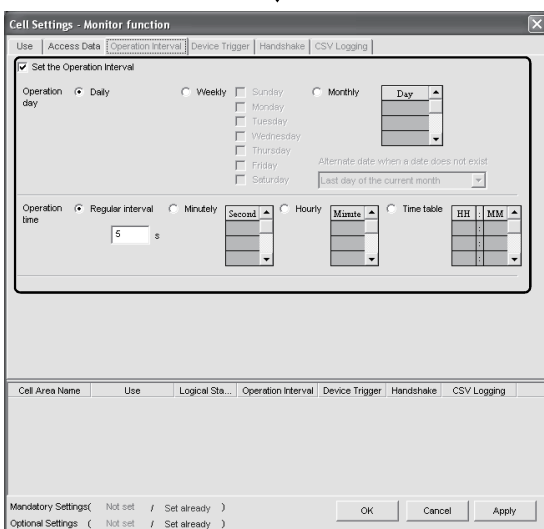 Cell Settings - Monitor function
Use Access Data Operation Interval Device Trigger Handshake CSV Logging
Set the Operation Interval
Operation day Daily Weekly Sunday Monthly Day
Monday
Tuesday
Wednesday
Thursday
Friday Alternate date when a date does not exist
Saturday Last day of the current month
Operation time Regular interval Minutely Second Hourly Minute Time table HH : MM
5 s
:
:
:
Cell Area Name Use Logical Sta... Operation Interval Device Trigger Handshake CSV Logging
Mandatory Settings( Not set / Set already ) OK Cancel Apply
Optional Settings ( Not set / Set already )